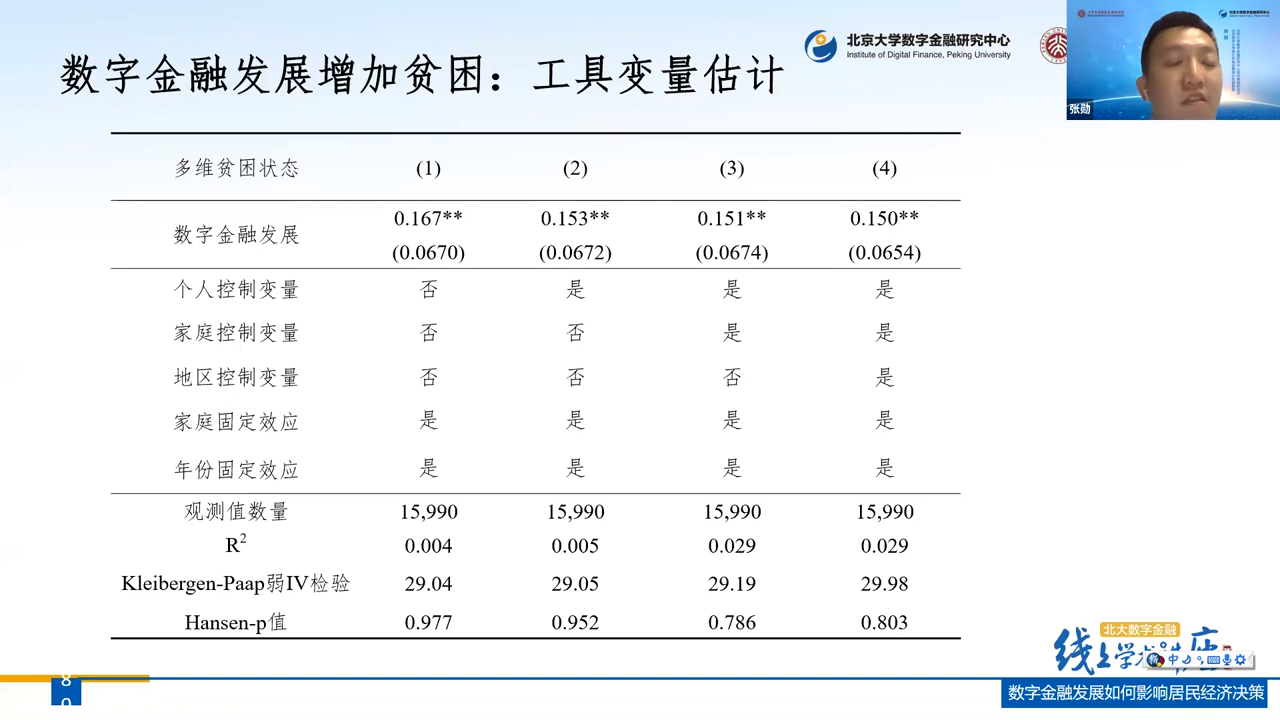 数字金融发展增加贫困：工具变量估计
北京大学数字金融研究中心
Institute of Digital Finance, Peking University
张勋
多维贫困状态 (1) (2) (3) (4)
数字金融发展 0.167** 0.153** 0.151** 0.150**
(0.0670) (0.0672) (0.0674) (0.0654)
个人控制变量 否 是 是 是
家庭控制变量 否 否 是 是
地区控制变量 否 否 否 是
家庭固定效应 是 是 是 是
年份固定效应 是 是 是 是
观测值数量 15,990 15,990 15,990 15,990
R2 0.004 0.005 0.029 0.029
Kleibergen-Paap弱IV检验 29.04 29.05 29.19 29.98
Hansen-p值 0.977 0.952 0.786 0.803
北大数字金融
线上学术讲座
中
数字金融发展如何影响居民经济决策